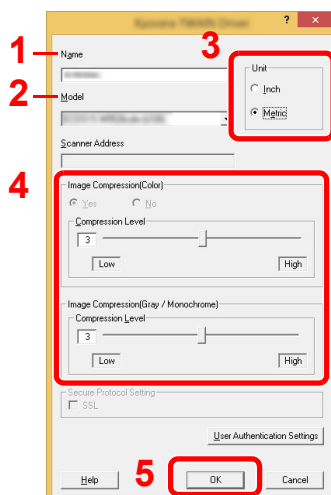 Kyocera TWAIN Driver ? ×
1 Name
2 Model
3 Unit
Inch
Metric
Scanner Address
4 Image Compression(Color)
Yes No
Compression Level
3
Low High
Image Compression(Gray / Monochrome)
Compression Level
3
Low High
Secure Protocol Setting
SSL
User Authentication Settings
Help 5 OK Cancel